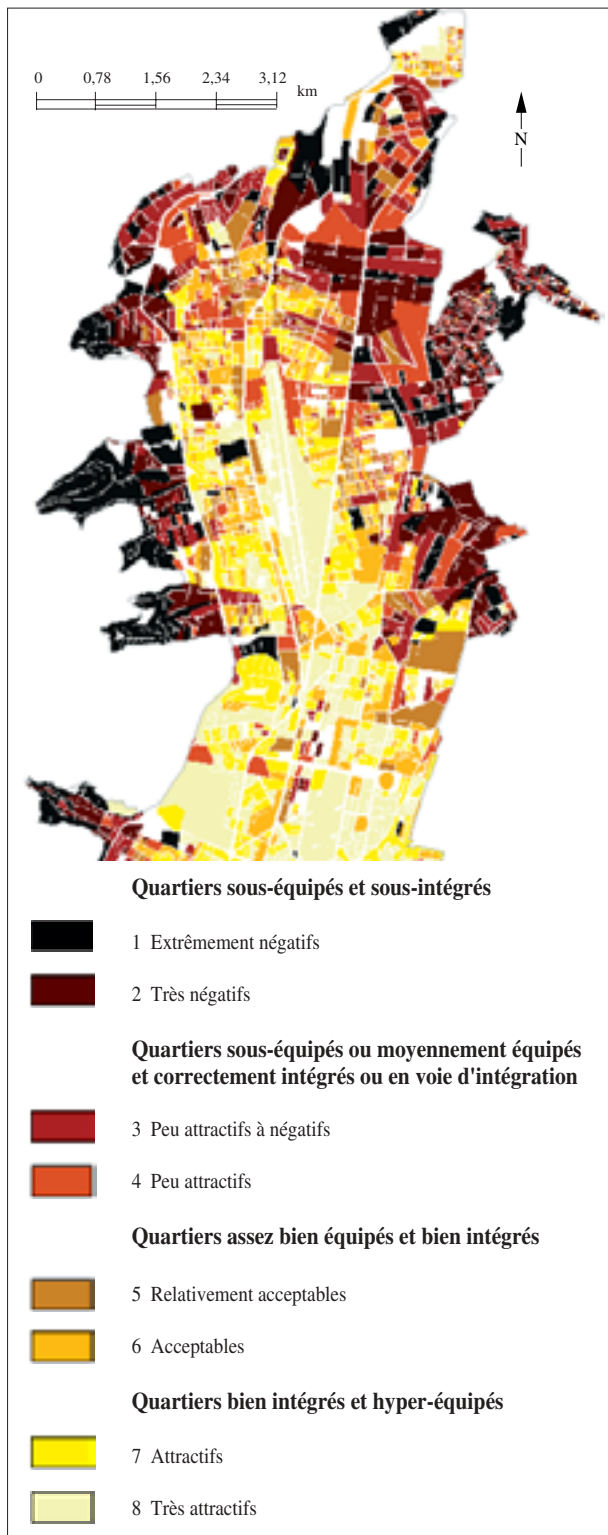 0 0,78 1,56 2,34 3,12
km
N
Quartiers sous-équipés et sous-intégrés
1 Extrêmement négatifs
2 Très négatifs
Quartiers sous-équipés ou moyennement équipés
et correctement intégrés ou en voie d'intégration
3 Peu attractifs à négatifs
4 Peu attractifs
Quartiers assez bien équipés et bien intégrés
5 Relativement acceptables
6 Acceptables
Quartiers bien intégrés et hyper-équipés
7 Attractifs
8 Très attractifs